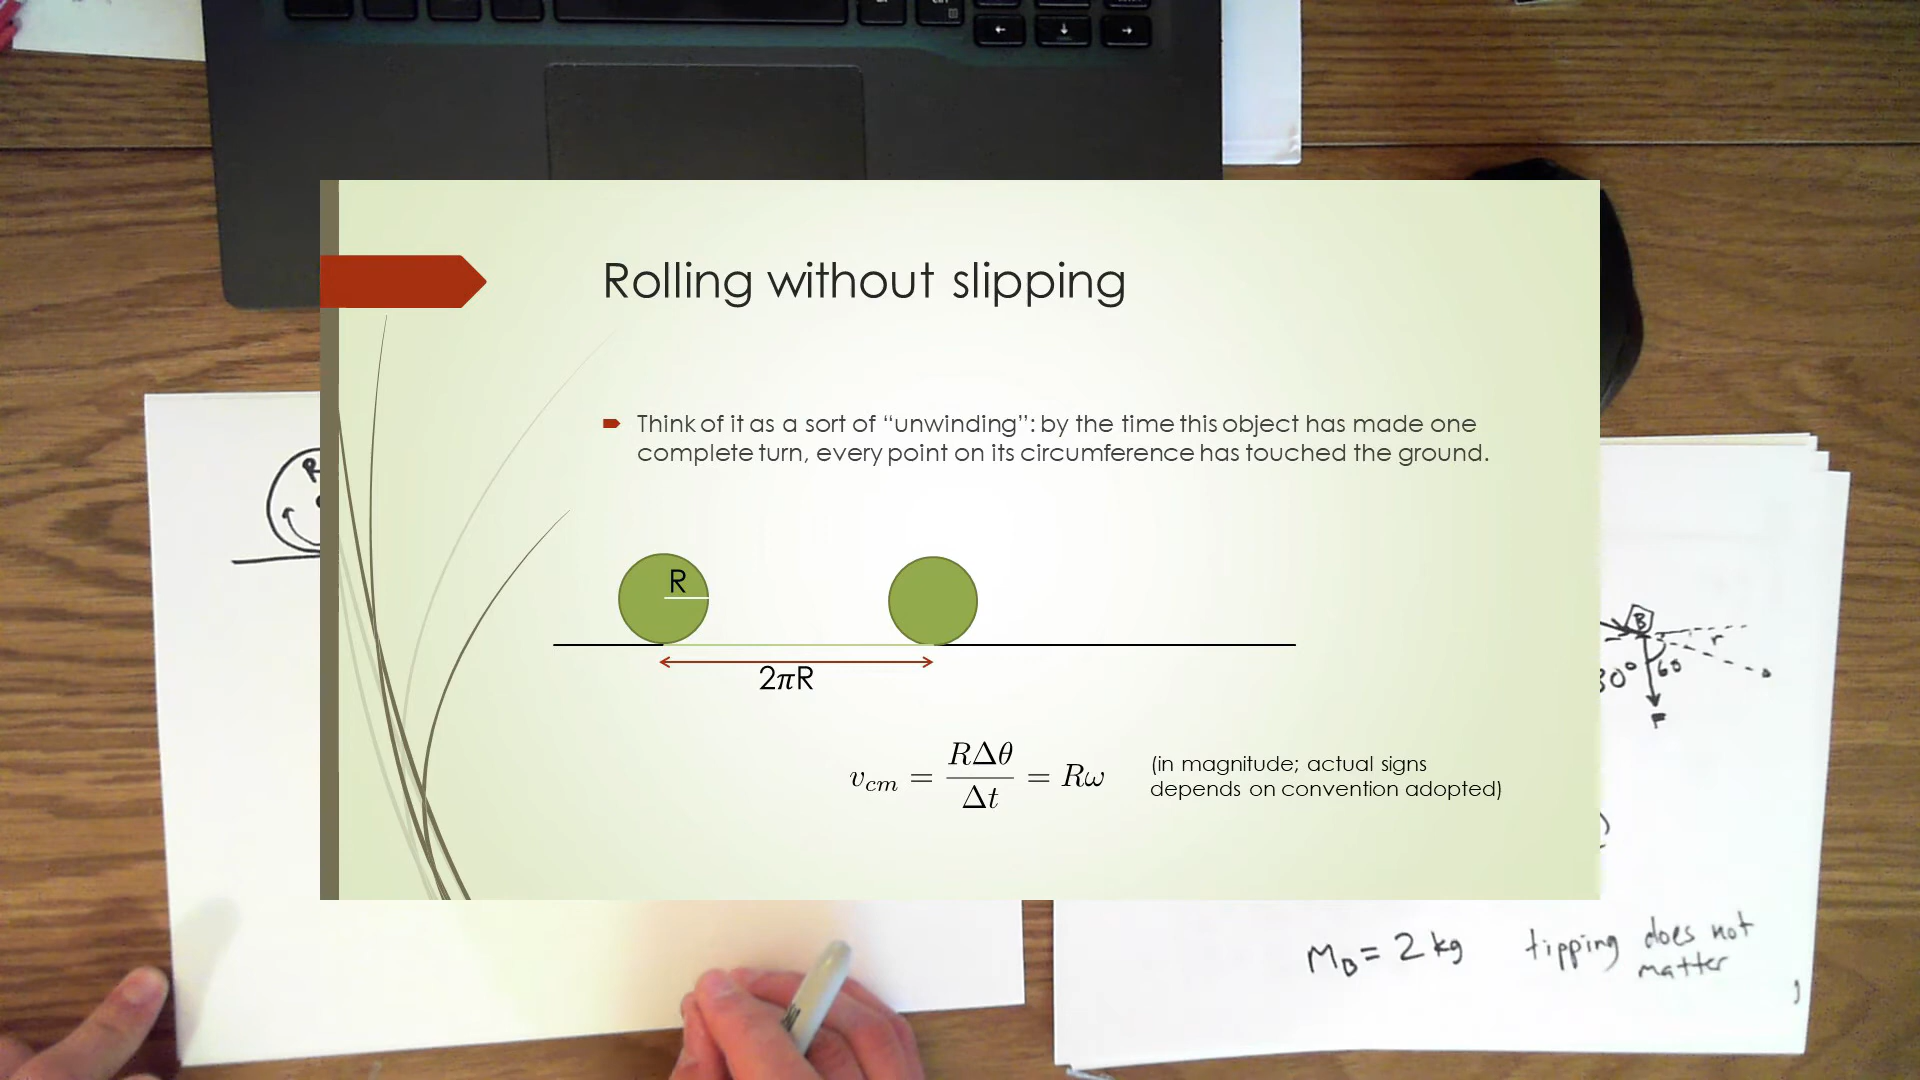 Rolling without slipping
Think of it as a sort of “unwinding”: by the time this object has made one
complete turn, every point on its circumference has touched the ground.
R
2πR
v_cm = RΔθ/Δt = Rω
(in magnitude; actual signs
depends on convention adopted)
R
B
r
30° 60
F
M_B = 2 kg
tipping does not
matter